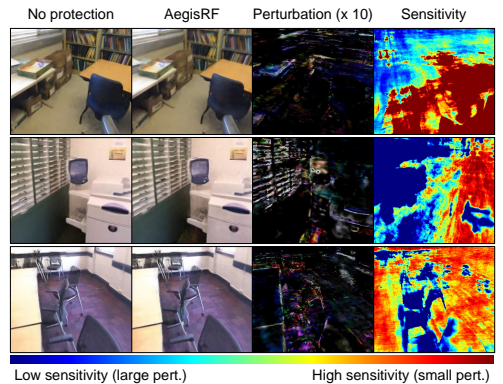 No protection AegisRF Perturbation (x 10) Sensitivity
Low sensitivity (large pert.) High sensitivity (small pert.)